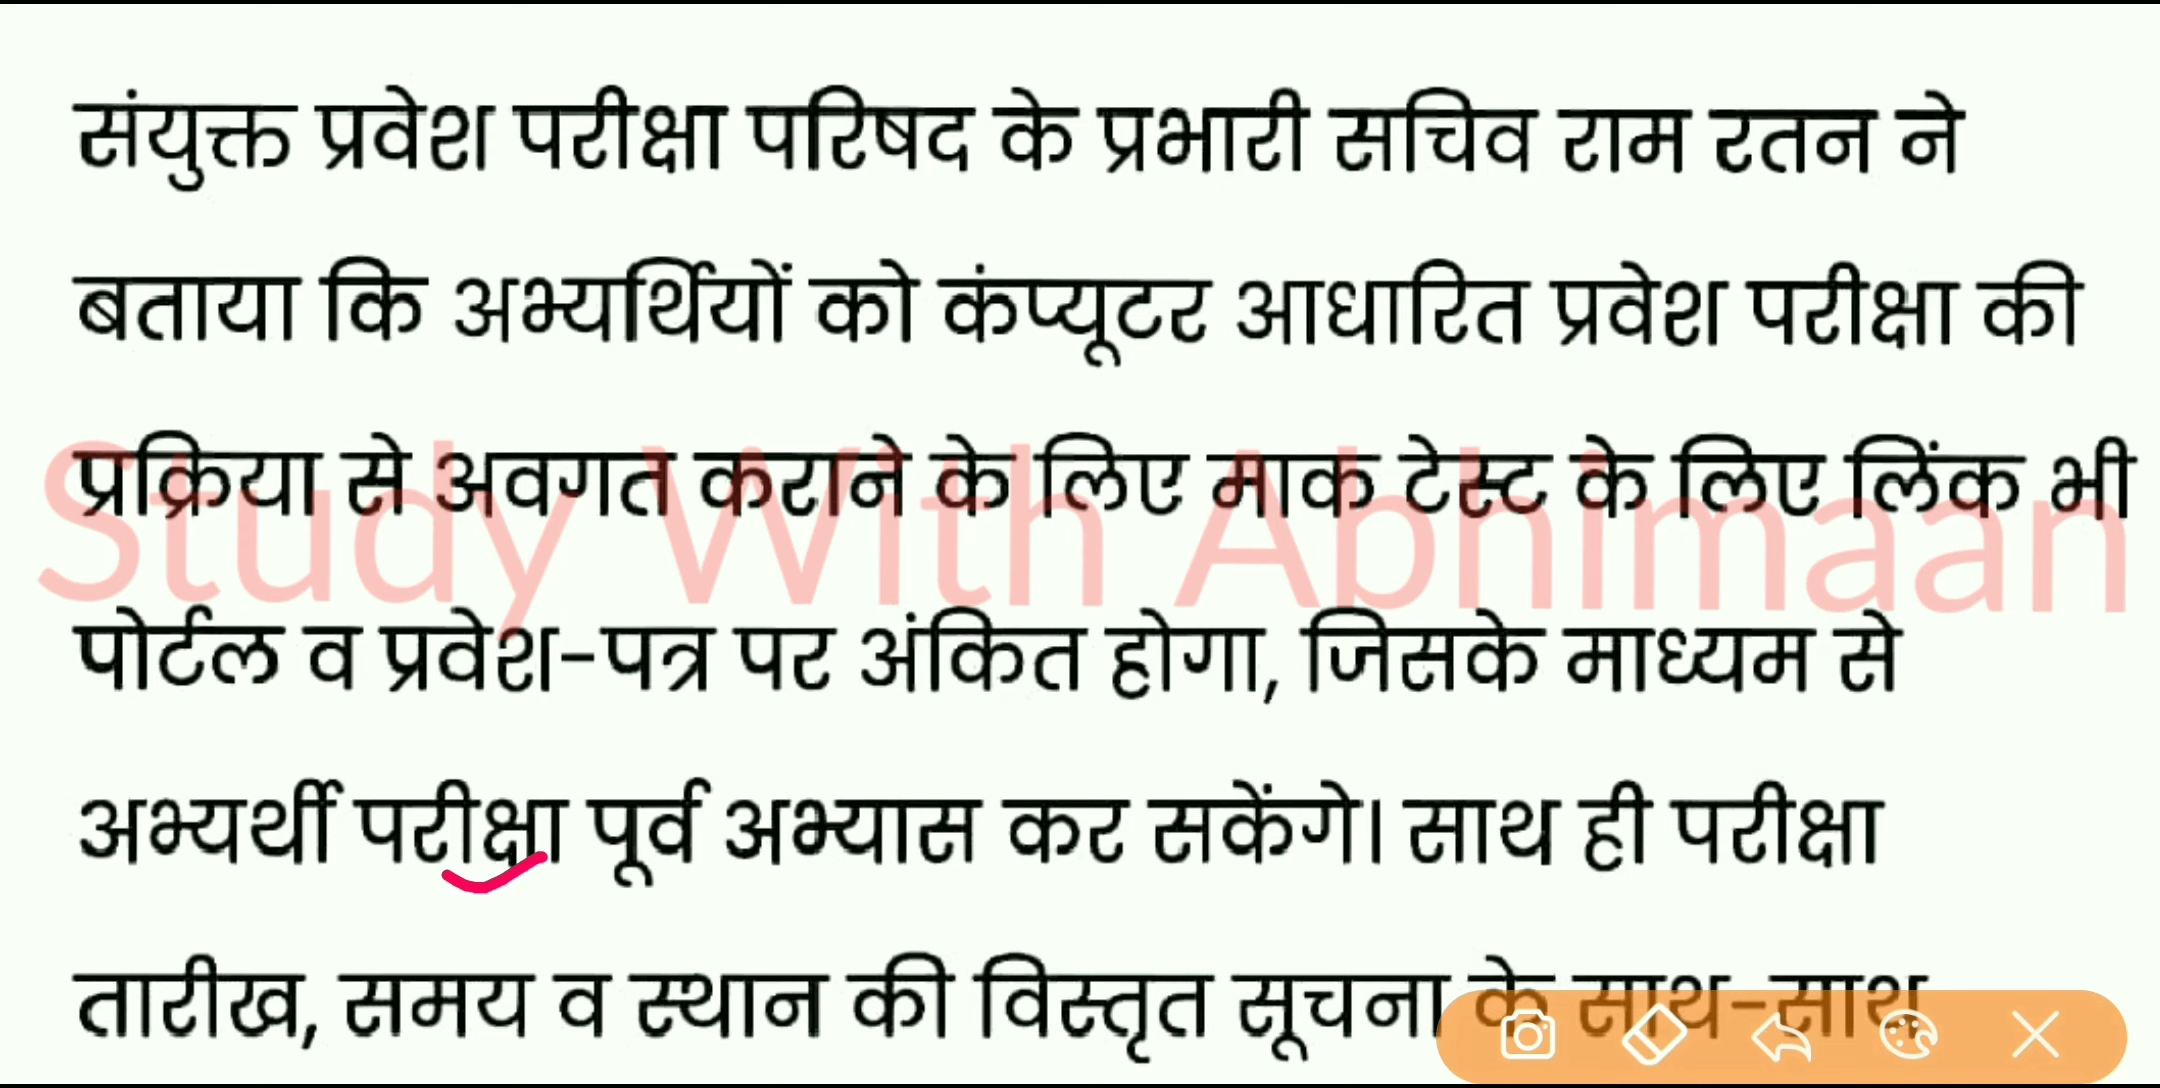 संयुक्त प्रवेश परीक्षा परिषद के प्रभारी सचिव राम रतन ने
बताया कि अभ्यर्थियों को कंप्यूटर आधारित प्रवेश परीक्षा की
प्रक्रिया से अवगत कराने के लिए माक टेस्ट के लिए लिंक भी
Study With Abhimaan
पोर्टल व प्रवेश-पत्र पर अंकित होगा, जिसके माध्यम से
अभ्यर्थी परीक्षा पूर्व अभ्यास कर सकेंगे। साथ ही परीक्षा
तारीख, समय व स्थान की विस्तृत सूचना के साथ-साथ